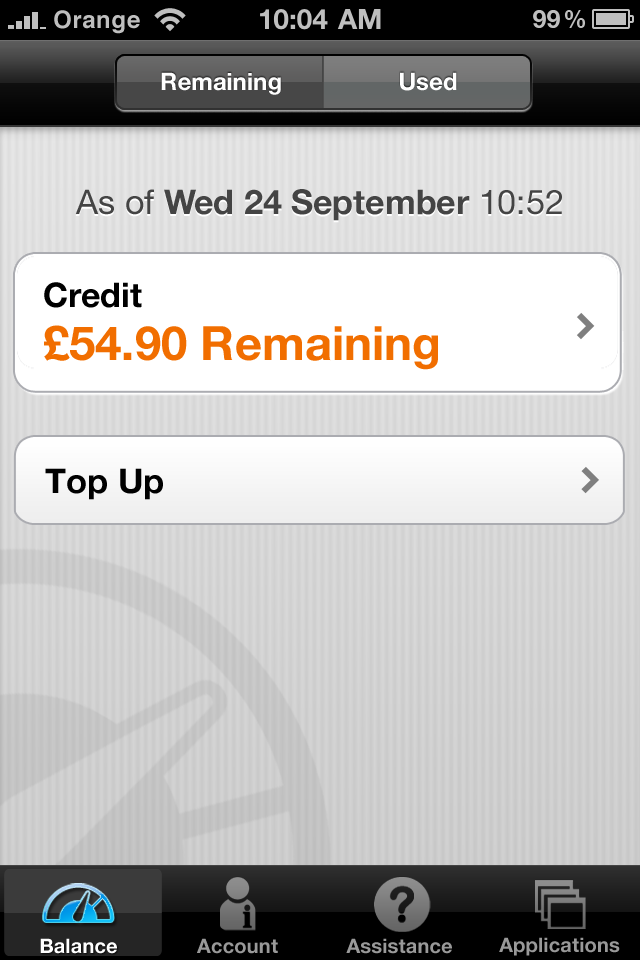 Orange 10:04 AM 99%
Remaining Used
As of Wed 24 September 10:52
Credit
£54.90 Remaining
Top Up
Balance Account Assistance Applications